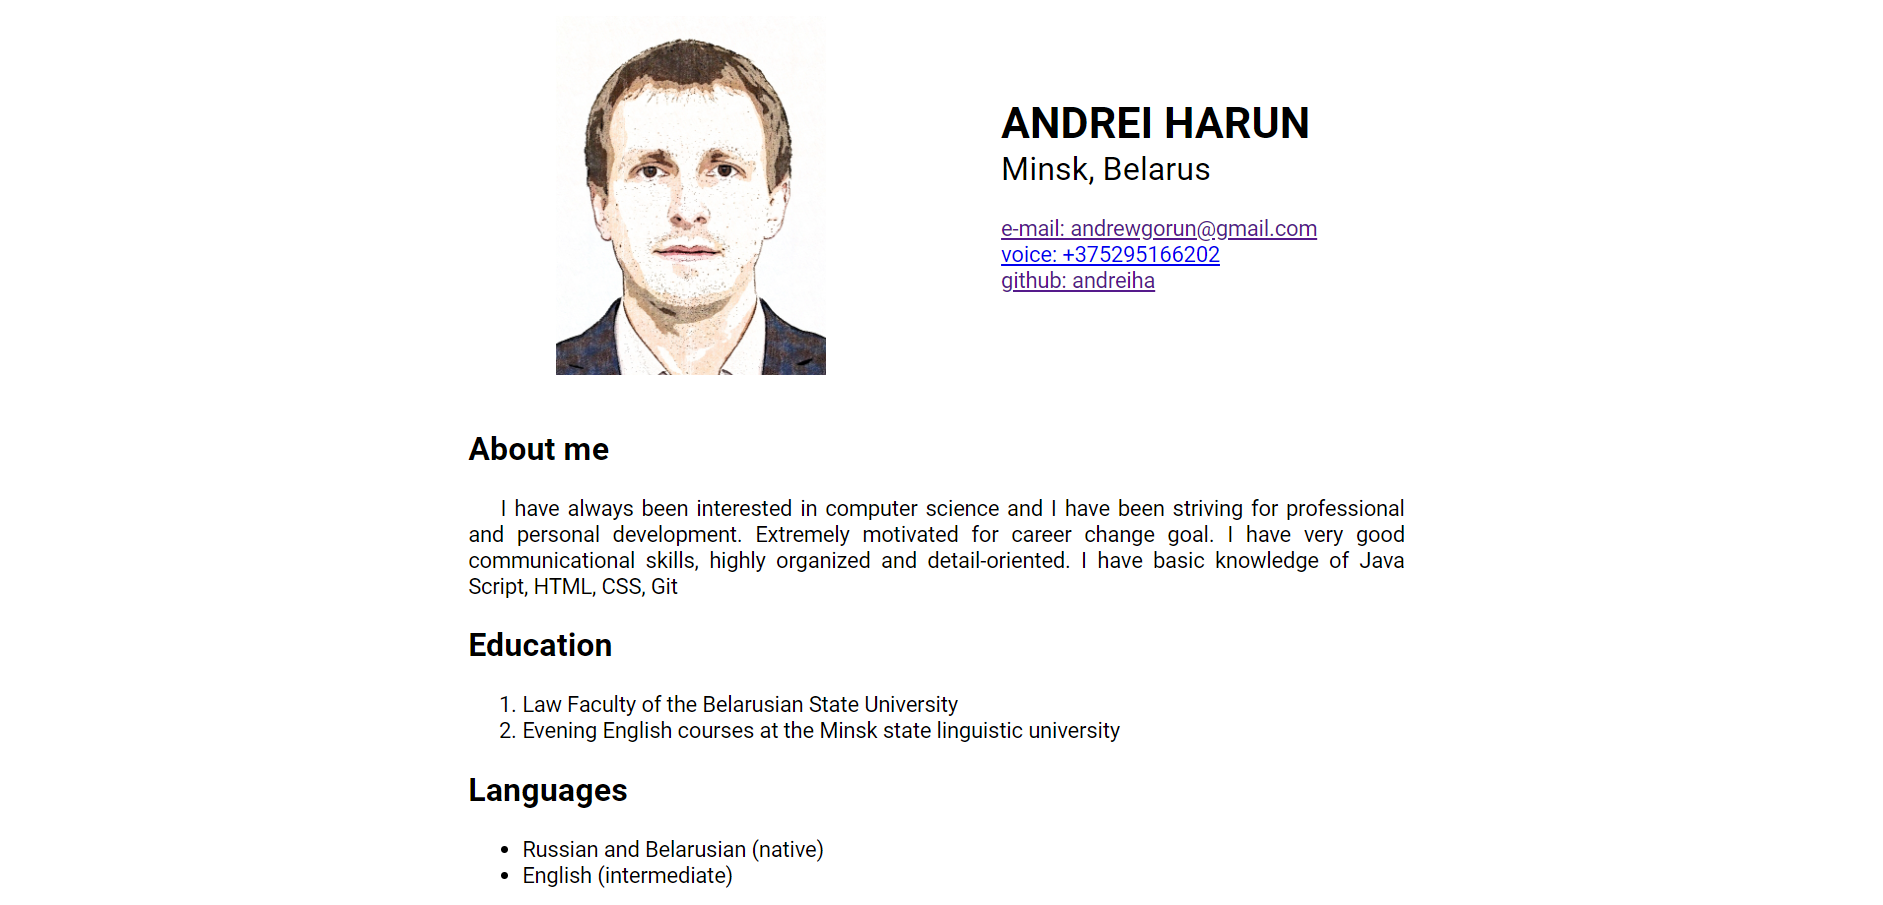 ANDREI HARUN
Minsk, Belarus
e-mail: andrewgorun@gmail.com
voice: +375295166202
github: andreiha
About me
I have always been interested in computer science and I have been striving for professional
and personal development. Extremely motivated for career change goal. I have very good
communicational skills, highly organized and detail-oriented. I have basic knowledge of Java
Script, HTML, CSS, Git
Education
1. Law Faculty of the Belarusian State University
2. Evening English courses at the Minsk state linguistic university
Languages
• Russian and Belarusian (native)
• English (intermediate)